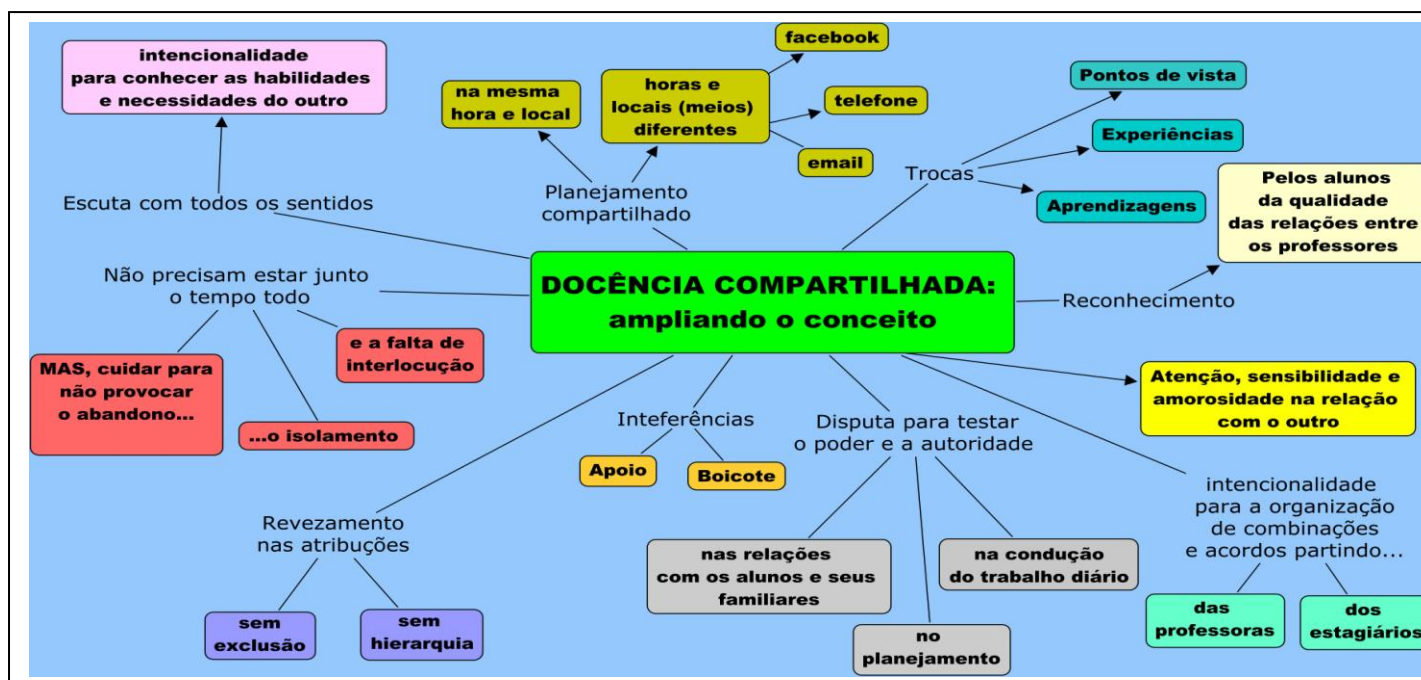 DOCÊNCIA COMPARTILHADA:
ampliando o conceito
intencionalidade
para conhecer as habilidades
e necessidades do outro
Escuta com todos os sentidos
na mesma
hora e local
horas e
locais (meios)
diferentes
facebook
telefone
email
Planejamento
compartilhado
Trocas
Pontos de vista
Experiências
Aprendizagens
Pelos alunos
da qualidade
das relações entre
os professores
Reconhecimento
Não precisam estar junto
o tempo todo
MAS, cuidar para
não provocar
o abandono...
...o isolamento
e a falta de
interlocução
Inteferências
Apoio
Boicote
Disputa para testar
o poder e a autoridade
nas relações
com os alunos e seus
familiares
no
planejamento
na condução
do trabalho diário
Atenção, sensibilidade e
amorosidade na relação
com o outro
intencionalidade
para a organização
de combinações
e acordos partindo...
das
professoras
dos
estagiários
Revezamento
nas atribuções
sem
exclusão
sem
hierarquia